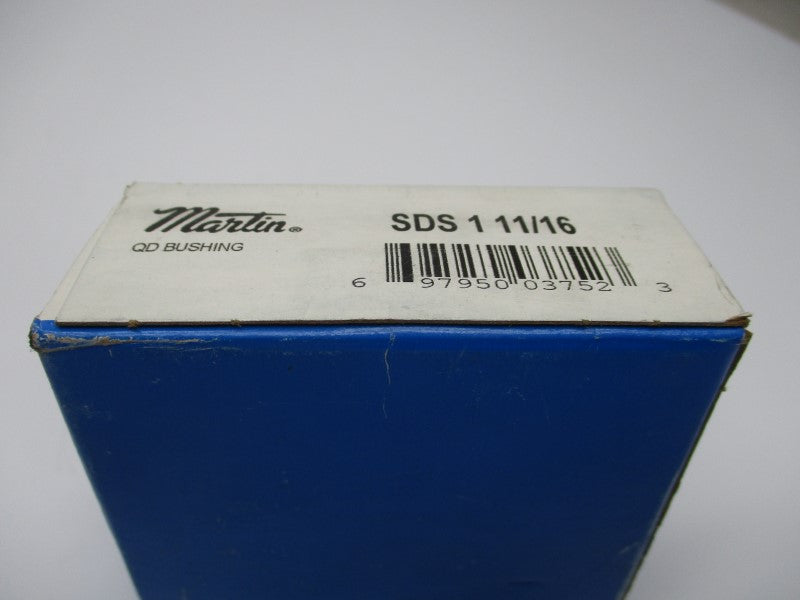 Martin®
SDS 1 11/16
QD BUSHING
6 97950 03752 3